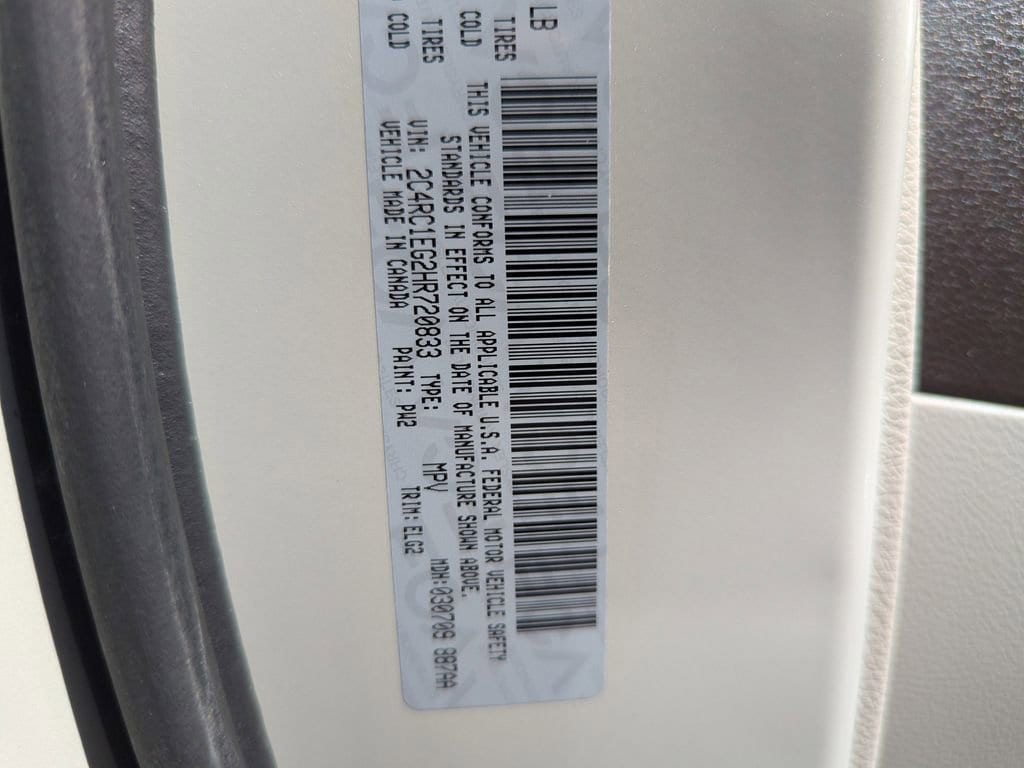 LB
TIRES COLD
TIRES COLD
THIS VEHICLE CONFORMS TO ALL APPLICABLE U.S.A. FEDERAL MOTOR VEHICLE SAFETY
STANDARDS IN EFFECT ON THE DATE OF MANUFACTURE SHOWN ABOVE.
VIN: 2C4RC1EG2HR720833 TYPE: MPV MDH:030709 887AA
VEHICLE MADE IN CANADA PAINT: PW2 TRIM:ELG2